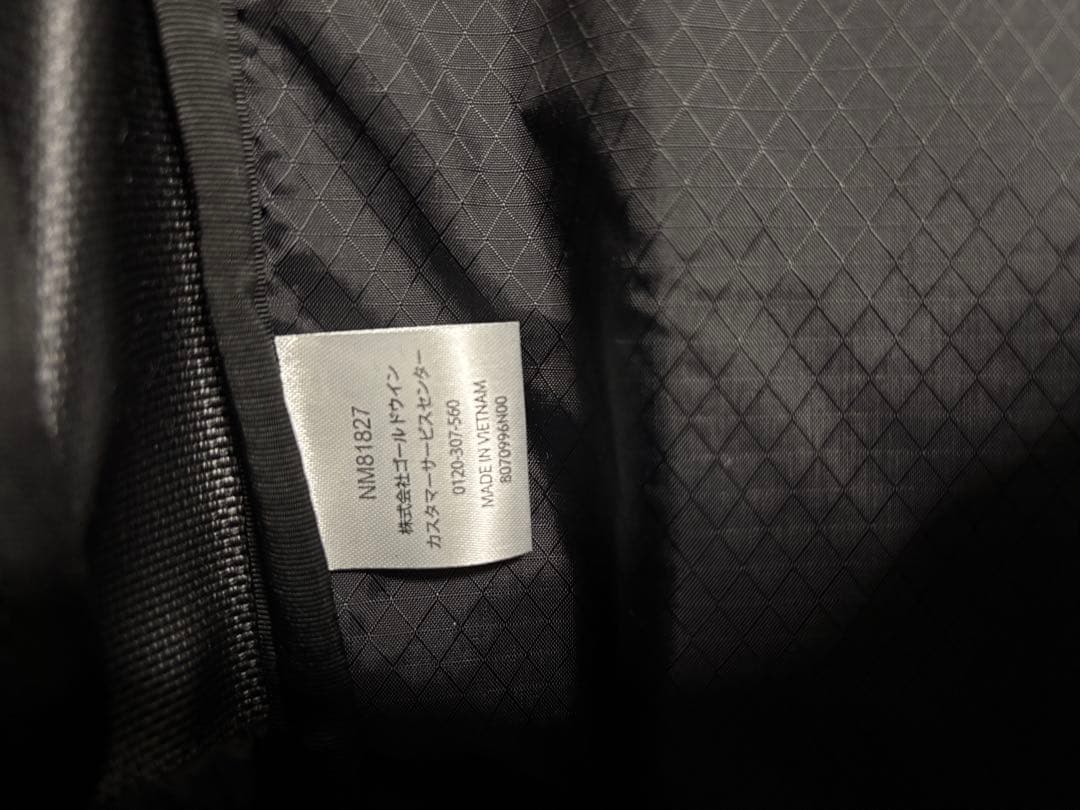 NM81827
株式会社ゴールドウイン
カスタマーサービスセンター
0120-307-560
MADE IN VIETNAM
8070996N00